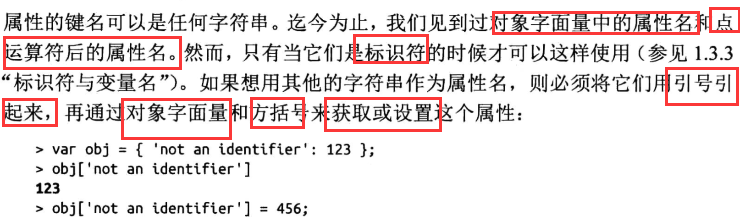 属性的键名可以是任何字符串。迄今为止，我们见到过对象字面量中的属性名和点
运算符后的属性名。然而，只有当它们是标识符的时候才可以这样使用（参见 1.3.3
“标识符与变量名”）。如果想用其他的字符串作为属性名，则必须将它们用引号引
起来，再通过对象字面量和方括号来获取或设置这个属性：
> var obj = { 'not an identifier': 123 };
> obj['not an identifier']
123
> obj['not an identifier'] = 456;